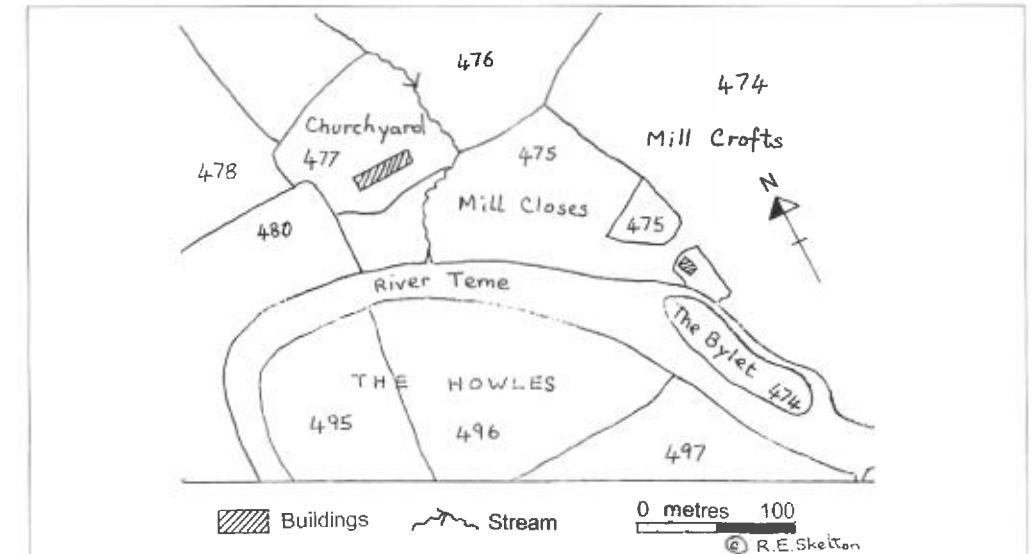 476
474
Churchyard
Mill Crofts
477
475
478
N
Mill Closes
475
480
River Teme
The Bylet
474
THE HOWLES
495
496
497
Buildings
Stream
0 metres 100
© R.E.Skelton